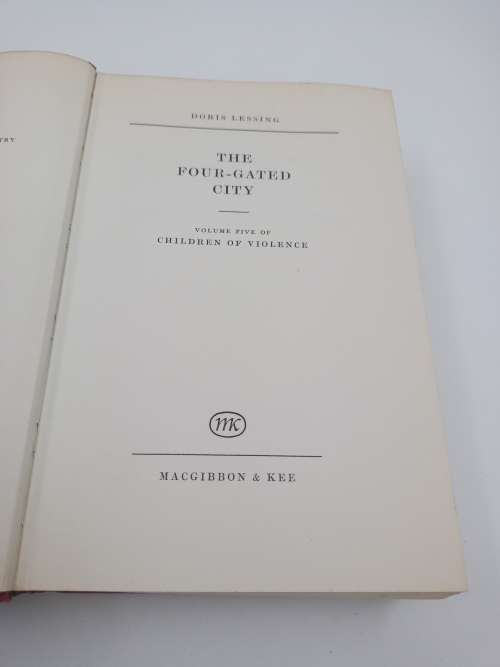 DORIS LESSING
THE
FOUR-GATED
CITY
VOLUME FIVE OF
CHILDREN OF VIOLENCE
MK
MACGIBBON & KEE